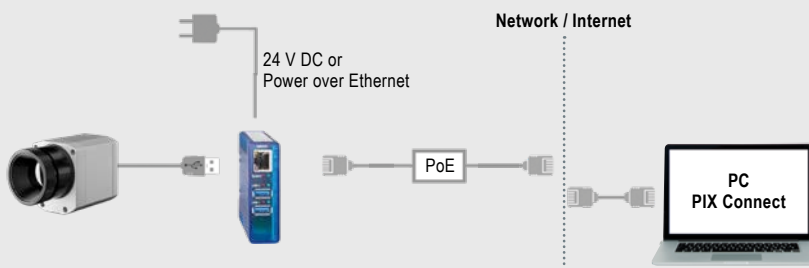 Network / Internet
24 V DC or
Power over Ethernet
PoE
PC
PIX Connect